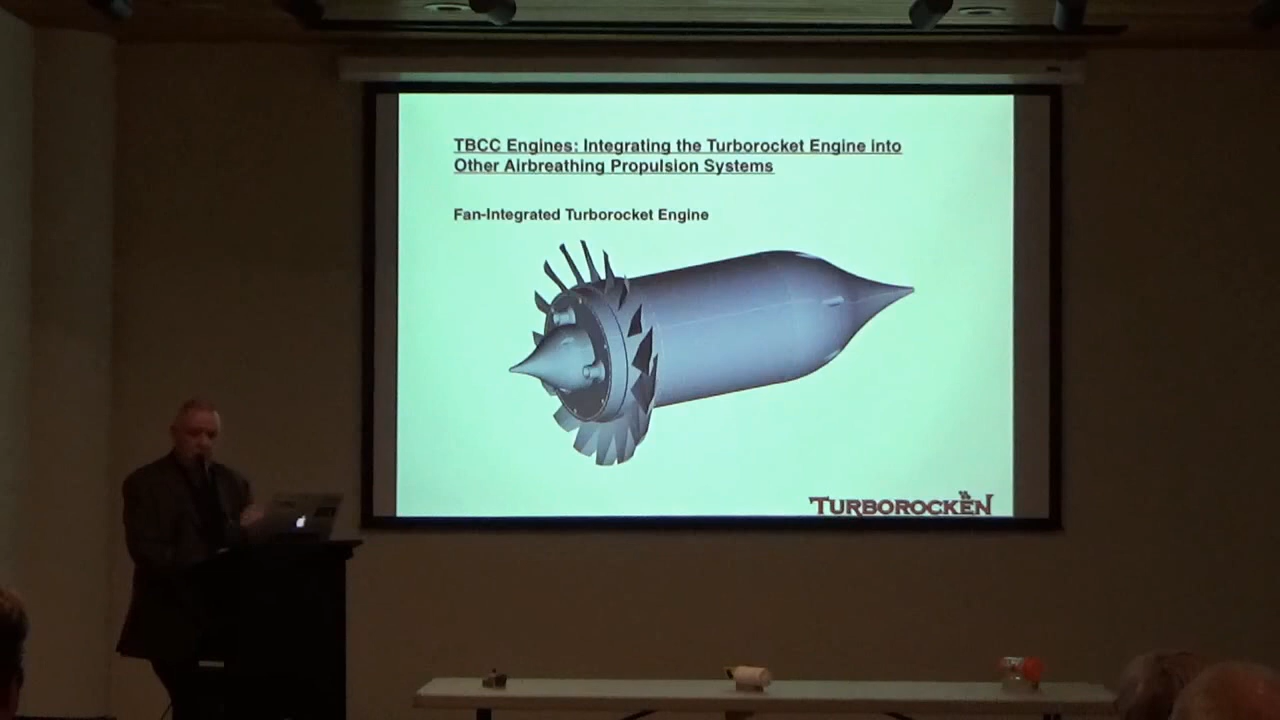 TBCC Engines: Integrating the Turborocket Engine into
Other Airbreathing Propulsion Systems
Fan-Integrated Turborocket Engine
TURBOROCKEN